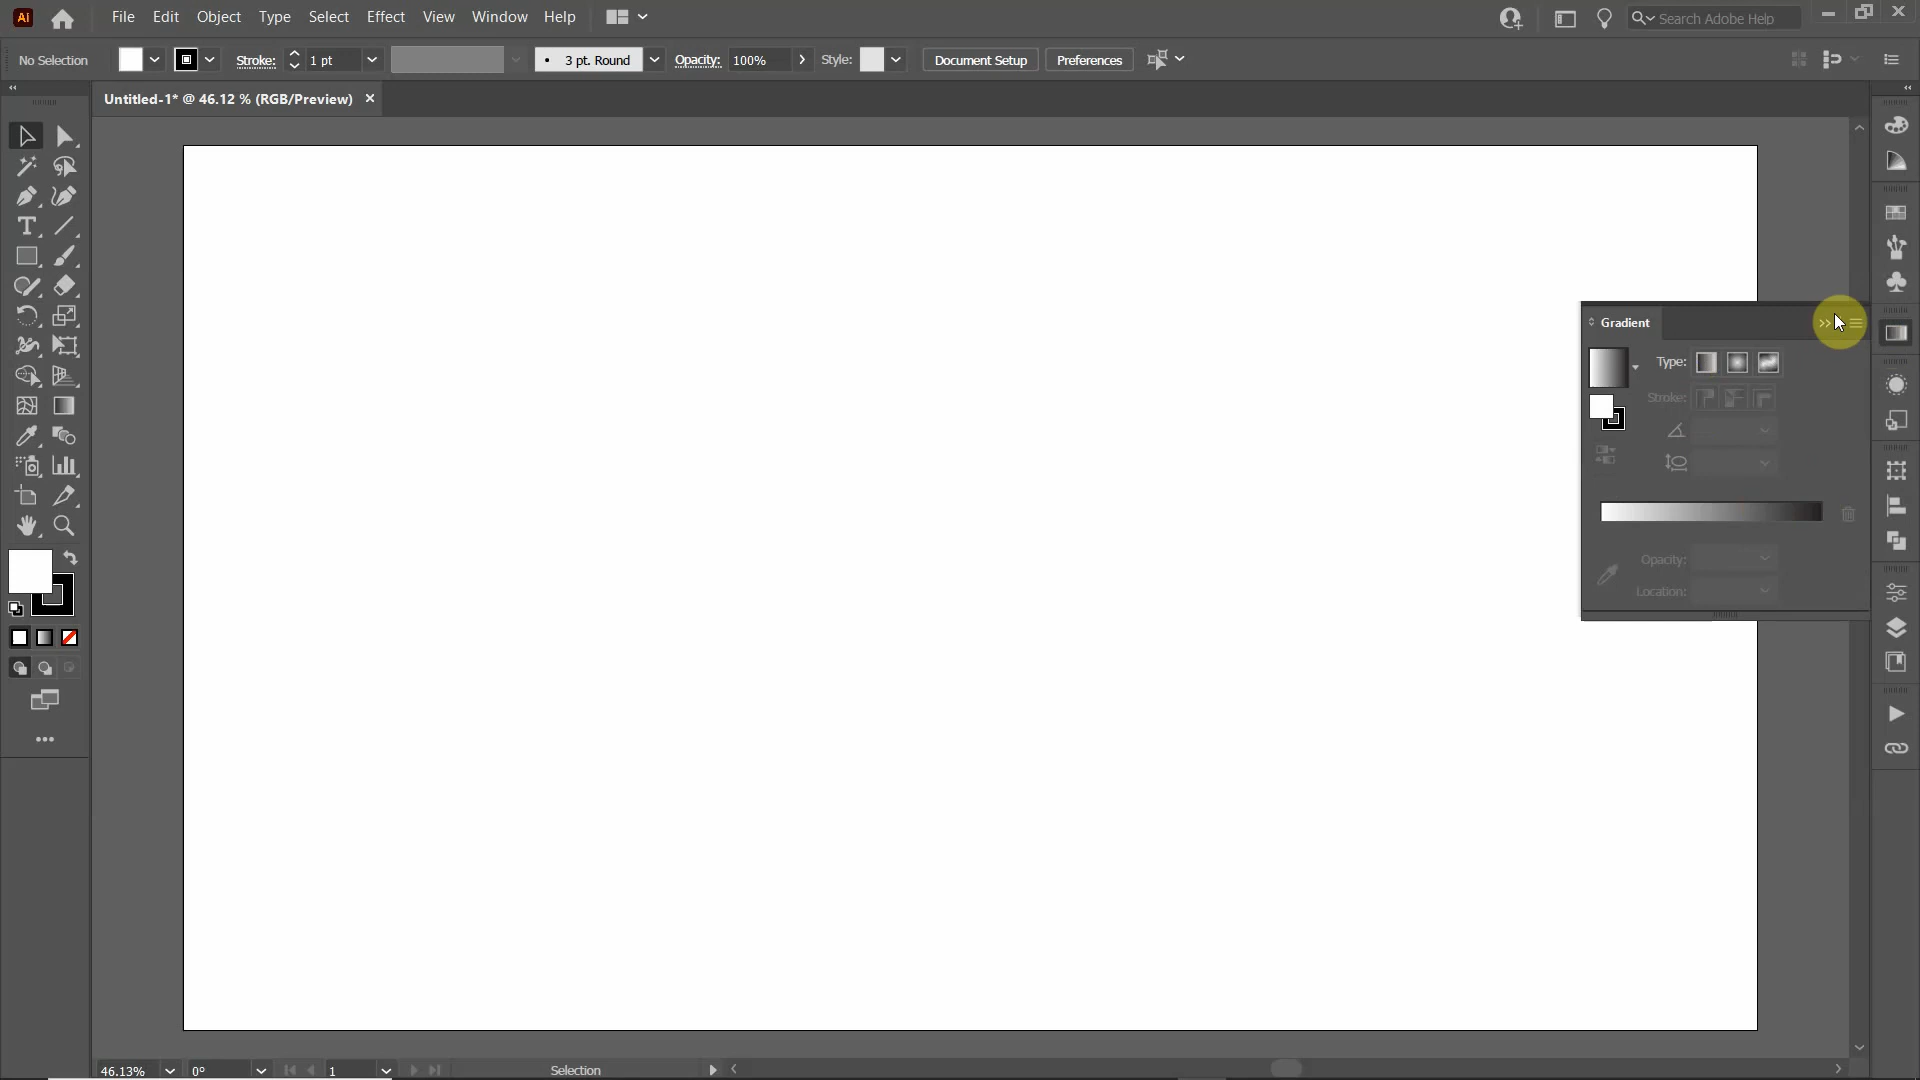 Ai File Edit Object Type Select Effect View Window Help Search Adobe Help
No Selection Stroke: 1 pt 3 pt. Round Opacity: 100% Style: Document Setup Preferences
Untitled-1* @ 46.12 % (RGB/Preview)
Gradient
Type:
Stroke:
Opacity:
Location:
46.13% 0° 1 Selection